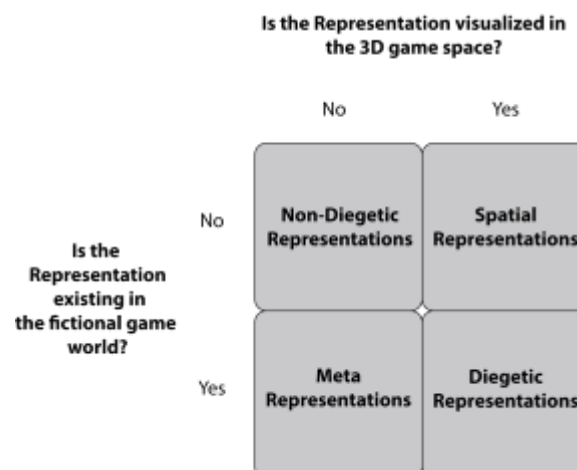 Is the Representation visualized in
the 3D game space?
No
Yes
No
Non-Diegetic
Representations
Spatial
Representations
Is the
Representation
existing in
the fictional game
world?
Yes
Meta
Representations
Diegetic
Representations